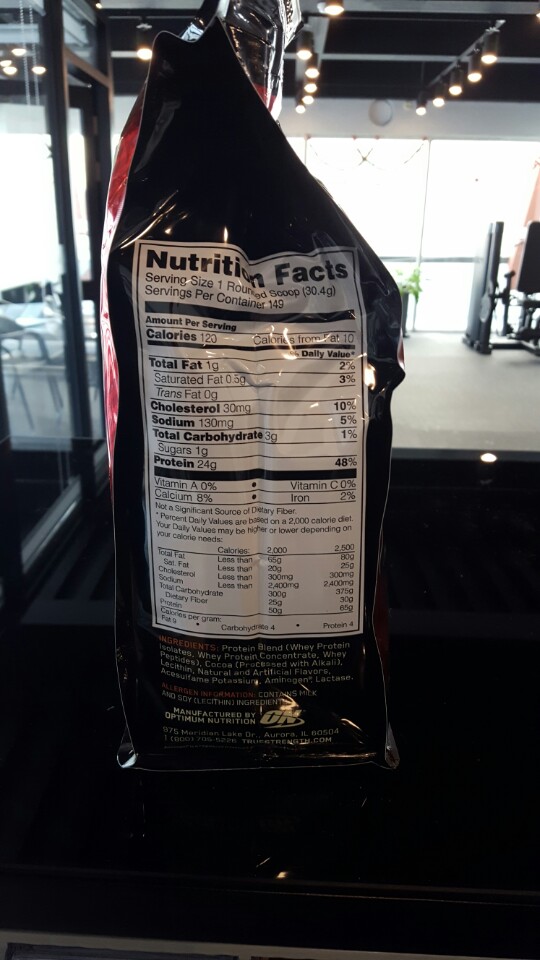 Nutrition Facts
Serving Size 1 Rounded Scoop (30.4g)
Servings Per Container 149
Amount Per Serving
Calories 120 Calories from Fat 10
% Daily Value*
Total Fat 1g 2%
Saturated Fat 0.5g 3%
Trans Fat 0g
Cholesterol 30mg 10%
Sodium 130mg 5%
Total Carbohydrate 3g 1%
Sugars 1g
Protein 24g 48%
Vitamin A 0% • Vitamin C 0%
Calcium 8% • Iron 2%
Not a Significant Source of Dietary Fiber.
* Percent Daily Values are based on a 2,000 calorie diet.
Your Daily Values may be higher or lower depending on
your calorie needs:
Calories: 2,000 2,500
Total Fat Less than 65g 80g
Sat. Fat Less than 20g 25g
Cholesterol Less than 300mg 300mg
Sodium Less than 2,400mg 2,400mg
Total Carbohydrate 300g 375g
Dietary Fiber 25g 30g
Protein 50g 65g
Calories per gram:
Fat 9 • Carbohydrate 4 • Protein 4
INGREDIENTS: Protein Blend (Whey Protein
Isolates, Whey Protein Concentrate, Whey
Peptides), Cocoa (Processed with Alkali),
Lecithin, Natural and Artificial Flavors,
Acesulfame Potassium, Aminogen®, Lactase.
ALLERGEN INFORMATION: CONTAINS MILK
AND SOY (LECITHIN) INGREDIENTS
MANUFACTURED BY
OPTIMUM NUTRITION
ON
975 Meridian Lake Dr., Aurora, IL 60504
1 (800) 705-5226 TRUESTRENGTH.COM